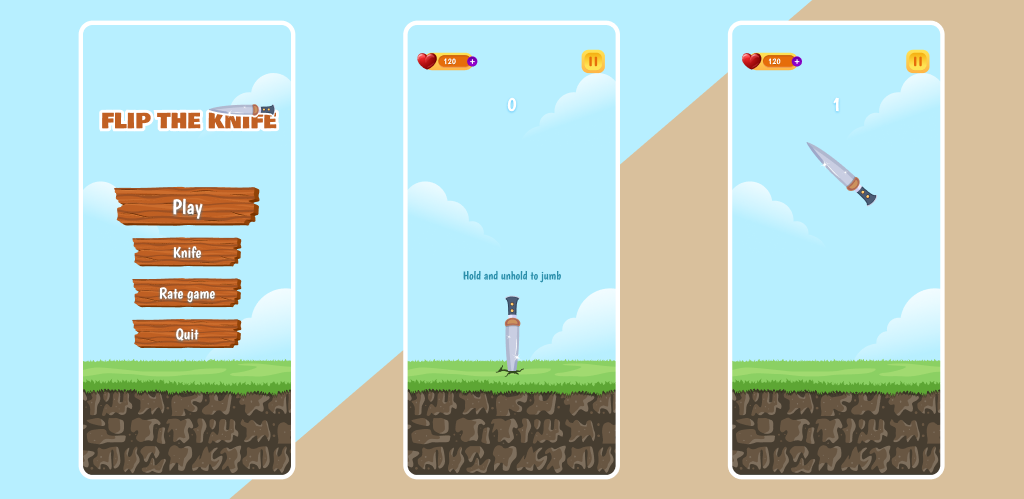 FLIP THE KNIFE
Play
Knife
Rate game
Quit
120
+
0
Hold and unhold to jumb
120
+
1